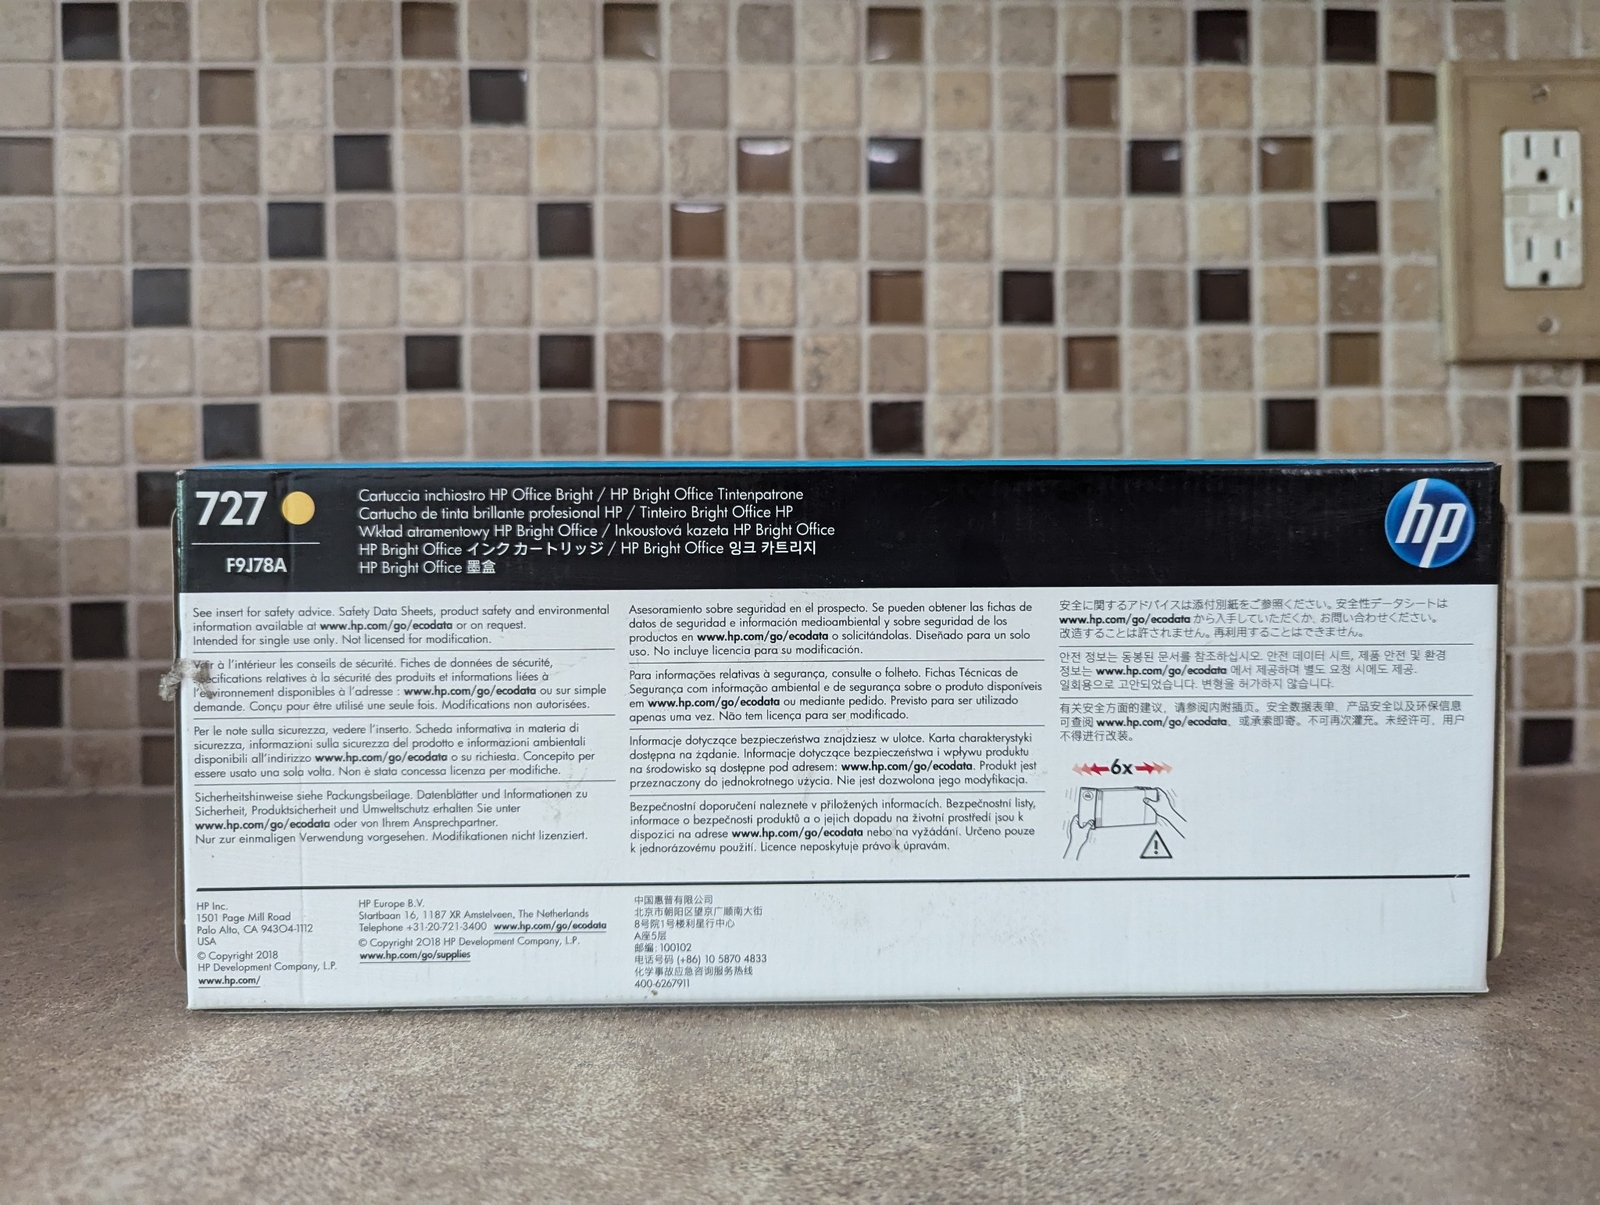 727
F9J78A
Cartuccia inchiostro HP Office Bright / HP Bright Office Tintenpatrone
Cartucho de tinta brillante profesional HP / Tinteiro Bright Office HP
Wkład atramentowy HP Bright Office / Inkoustová kazeta HP Bright Office
HP Bright Office インク カートリッジ / HP Bright Office 잉크 카트리지
HP Bright Office 墨盒
hp
See insert for safety advice. Safety Data Sheets, product safety and environmental
information available at www.hp.com/go/ecodata or on request.
Intended for single use only. Not licensed for modification.
Voir à l'intérieur les conseils de sécurité. Fiches de données de sécurité,
spécifications relatives à la sécurité des produits et informations liées à
l'environnement disponibles à l'adresse : www.hp.com/go/ecodata ou sur simple
demande. Conçu pour être utilisé une seule fois. Modifications non autorisées.
Per le note sulla sicurezza, vedere l'inserto. Scheda informativa in materia di
sicurezza, informazioni sulla sicurezza del prodotto e informazioni ambientali
disponibili all'indirizzo www.hp.com/go/ecodata o su richiesta. Concepito per
essere usato una sola volta. Non è stata concessa licenza per modifiche.
Sicherheitshinweise siehe Packungsbeilage. Datenblätter und Informationen zu
Sicherheit, Produktsicherheit und Umweltschutz erhalten Sie unter
www.hp.com/go/ecodata oder von Ihrem Ansprechpartner.
Nur zur einmaligen Verwendung vorgesehen. Modifikationen nicht lizenziert.
Asesoramiento sobre seguridad en el prospecto. Se pueden obtener las fichas de
datos de seguridad e información medioambiental y sobre seguridad de los
productos en www.hp.com/go/ecodata o solicitándolas. Diseñado para un solo
uso. No incluye licencia para su modificación.
Para informações relativas à segurança, consulte o folheto. Fichas Técnicas de
Segurança com informação ambiental e de segurança sobre o produto disponíveis
em www.hp.com/go/ecodata ou mediante pedido. Previsto para ser utilizado
apenas uma vez. Não tem licença para ser modificado.
Informacje dotyczące bezpieczeństwa znajdziesz w ulotce. Karta charakterystyki
dostępna na żądanie. Informacje dotyczące bezpieczeństwa i wpływu produktu
na środowisko są dostępne pod adresem: www.hp.com/go/ecodata. Produkt jest
przeznaczony do jednokrotnego użycia. Nie jest dozwolona jego modyfikacja.
Bezpečnostní doporučení naleznete v přiložených informacích. Bezpečnostní listy,
informace o bezpečnosti produktů a o jejich dopadu na životní prostředí jsou k
dispozici na adrese www.hp.com/go/ecodata nebo na vyžádání. Určeno pouze
k jednorázovému použití. Licence neposkytuje právo k úpravám.
安全に関するアドバイスは添付別紙をご参照ください。安全性データシートは
www.hp.com/go/ecodata から入手していただくか、お問い合わせください。
改造することは許されません。再利用することはできません。
안전 정보는 동봉된 문서를 참조하십시오. 안전 데이터 시트, 제품 안전 및 환경
정보는 www.hp.com/go/ecodata 에서 제공하며 별도 요청 시에도 제공.
일회용으로 고안되었습니다. 변형을 허가하지 않습니다.
有关安全方面的建议，请参阅内附插页。安全数据表单、产品安全以及环保信息
可查阅 www.hp.com/go/ecodata，或承索即寄。不可再次灌充。未经许可，用户
不得进行改装。
6x
HP Inc.
1501 Page Mill Road
Palo Alto, CA 94304-1112
USA
© Copyright 2018
HP Development Company, L.P.
www.hp.com/
HP Europe B.V.
Startbaan 16, 1187 XR Amstelveen, The Netherlands
Telephone +31-20-721-3400 www.hp.com/go/ecodata
© Copyright 2018 HP Development Company, L.P.
www.hp.com/go/supplies
中国惠普有限公司
北京市朝阳区望京广顺南大街
8号院1号楼利星行中心
A座5层
邮编: 100102
电话号码 (+86) 10 5870 4833
化学事故应急咨询服务热线
400-6267911